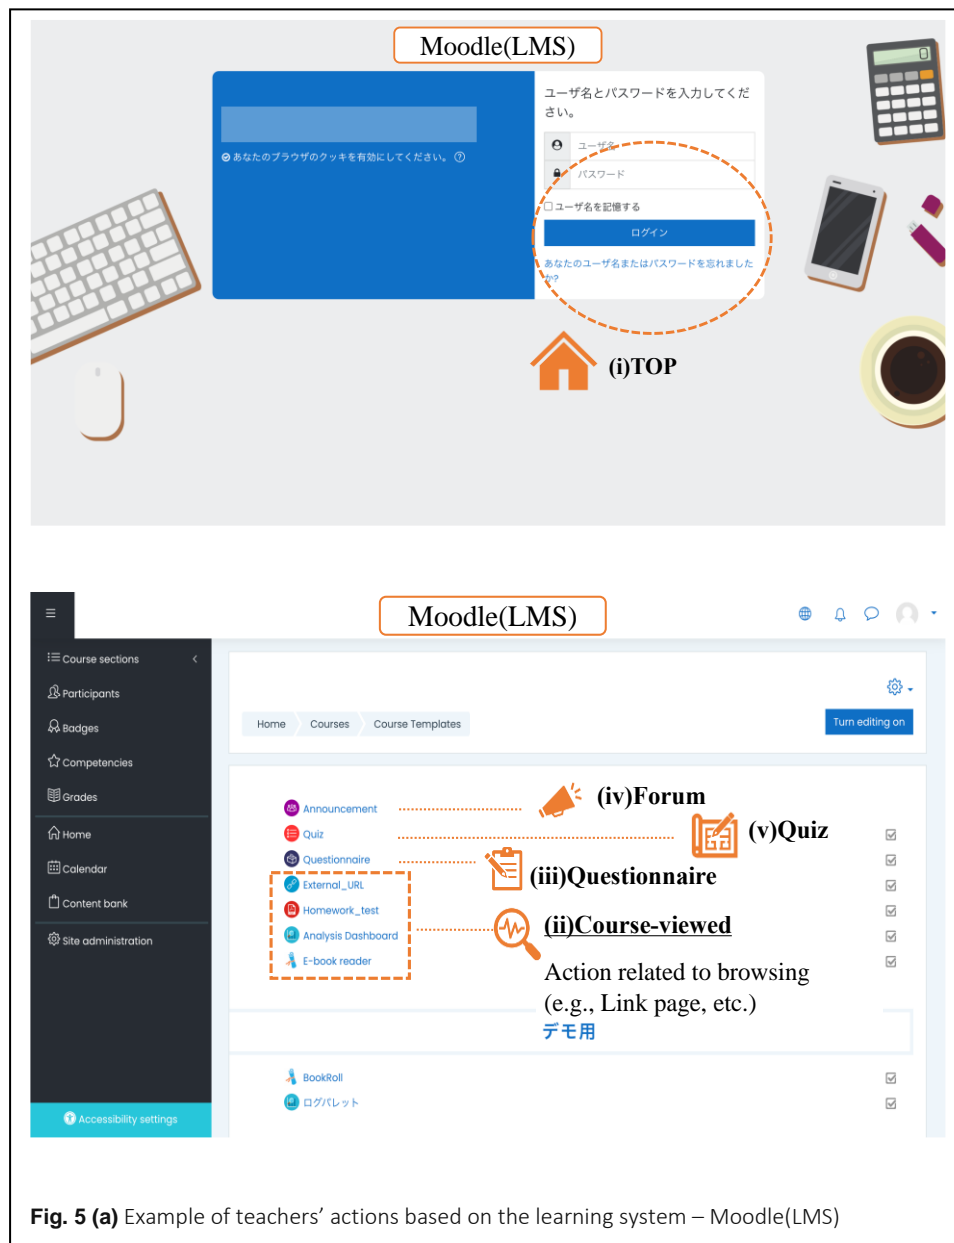 Moodle(LMS)
0
ユーザ名とパスワードを入力してくだ
さい。
あなたのブラウザのクッキを有効にしてください。
ユーザ名
パスワード
ユーザ名を記憶する
ログイン
あなたのユーザ名またはパスワードを忘れました
か?
(i)TOP
Moodle(LMS)
Course sections
Participants
Badges
Competencies
Grades
Home
Calendar
Content bank
Site administration
Accessibility settings
Home Courses Course Templates
Turn editing on
Announcement
(iv)Forum
Quiz
(v)Quiz
Questionnaire
(iii)Questionnaire
External_URL
Homework_test
Analysis Dashboard
(ii)Course-viewed
E-book reader
Action related to browsing
(e.g., Link page, etc.)
デモ用
BookRoll
ログパレット
Fig. 5 (a) Example of teachers’ actions based on the learning system – Moodle(LMS)